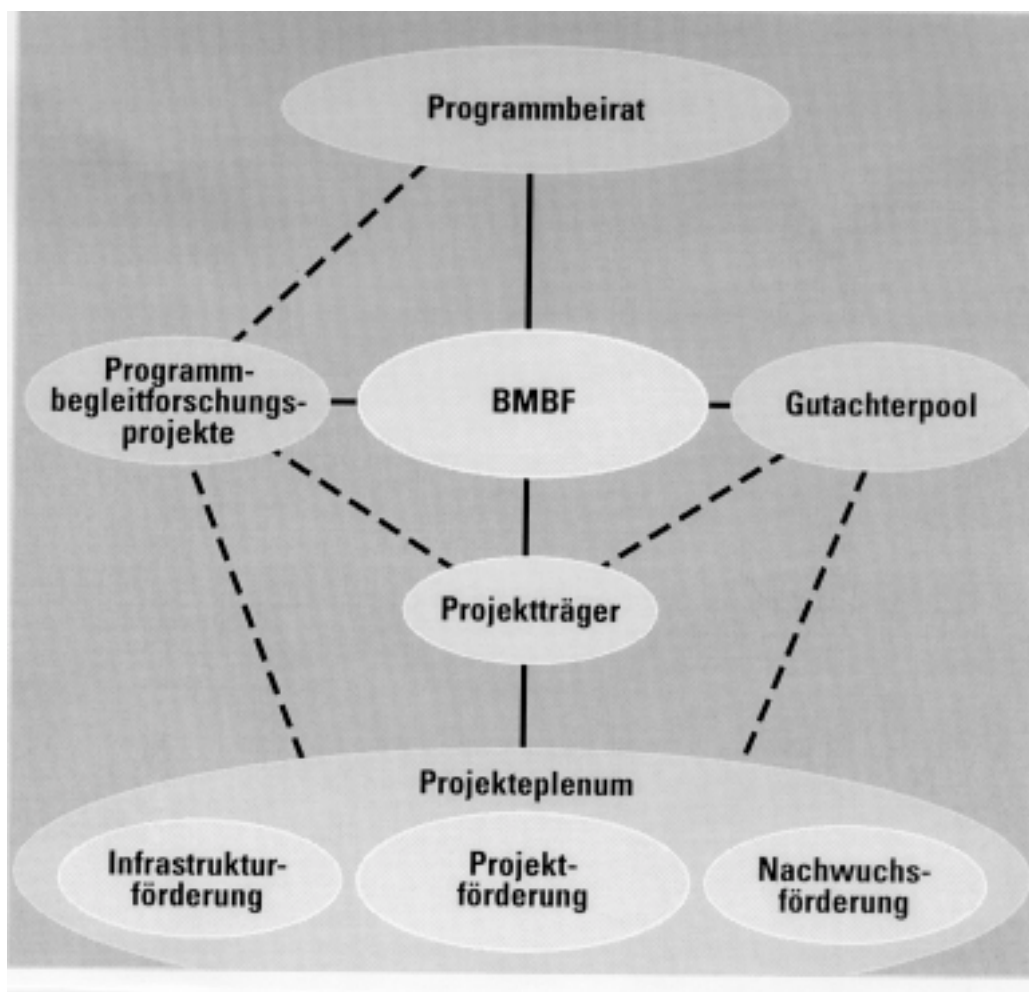 Programmbeirat
Programm-
begleitforschungs-
projekte
BMBF
Gutachterpool
Projektträger
Projekteplenum
Infrastruktur-
förderung
Projekt-
förderung
Nachwuchs-
förderung